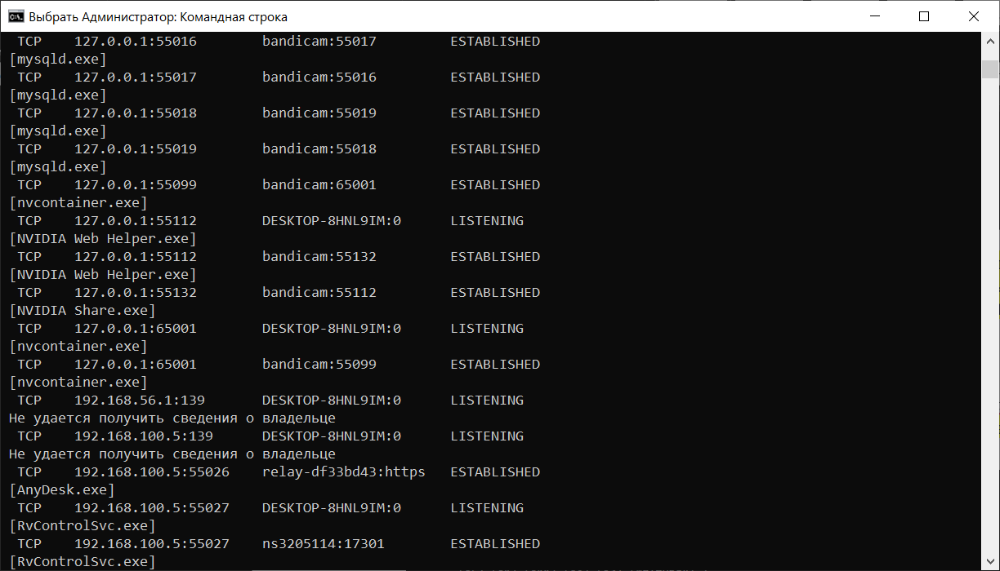 Выбрать Администратор: Командная строка
TCP 127.0.0.1:55016 bandicam:55017 ESTABLISHED
[mysqld.exe]
TCP 127.0.0.1:55017 bandicam:55016 ESTABLISHED
[mysqld.exe]
TCP 127.0.0.1:55018 bandicam:55019 ESTABLISHED
[mysqld.exe]
TCP 127.0.0.1:55019 bandicam:55018 ESTABLISHED
[mysqld.exe]
TCP 127.0.0.1:55099 bandicam:65001 ESTABLISHED
[nvcontainer.exe]
TCP 127.0.0.1:55112 DESKTOP-8HNL9IM:0 LISTENING
[NVIDIA Web Helper.exe]
TCP 127.0.0.1:55112 bandicam:55132 ESTABLISHED
[NVIDIA Web Helper.exe]
TCP 127.0.0.1:55132 bandicam:55112 ESTABLISHED
[NVIDIA Share.exe]
TCP 127.0.0.1:65001 DESKTOP-8HNL9IM:0 LISTENING
[nvcontainer.exe]
TCP 127.0.0.1:65001 bandicam:55099 ESTABLISHED
[nvcontainer.exe]
TCP 192.168.56.1:139 DESKTOP-8HNL9IM:0 LISTENING
Не удается получить сведения о владельце
TCP 192.168.100.5:139 DESKTOP-8HNL9IM:0 LISTENING
Не удается получить сведения о владельце
TCP 192.168.100.5:55026 relay-df33bd43:https ESTABLISHED
[AnyDesk.exe]
TCP 192.168.100.5:55027 DESKTOP-8HNL9IM:0 LISTENING
[RvControlSvc.exe]
TCP 192.168.100.5:55027 ns3205114:17301 ESTABLISHED
[RvControlSvc.exe]